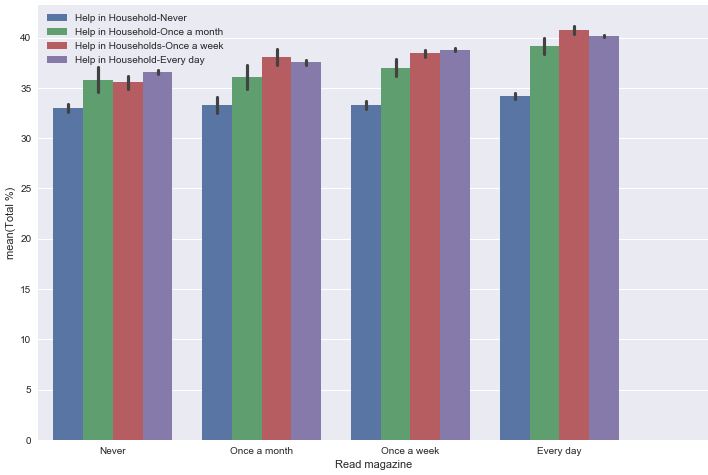 Help in Household-Never
Help in Household-Once a month
Help in Households-Once a week
Help in Household-Every day
mean(Total %)
40
35
30
25
20
15
10
5
0
Never
Once a month
Once a week
Every day
Read magazine